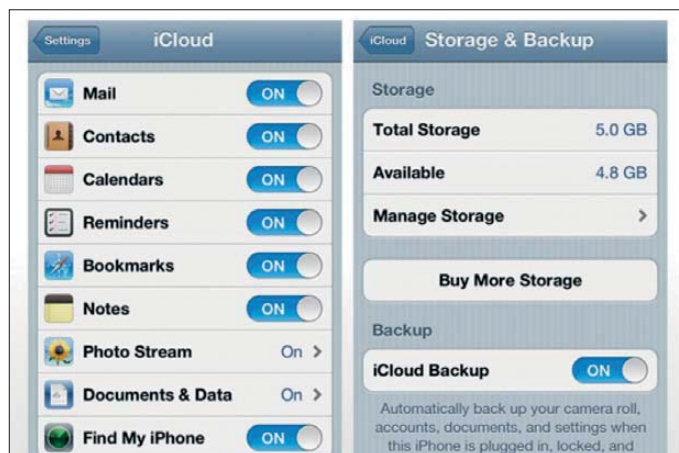 Settings
iCloud
Mail ON
Contacts ON
Calendars ON
Reminders ON
Bookmarks ON
Notes ON
Photo Stream On
Documents & Data On
Find My iPhone ON
iCloud
Storage & Backup
Storage
Total Storage 5.0 GB
Available 4.8 GB
Manage Storage
Buy More Storage
Backup
iCloud Backup ON
Automatically back up your camera roll,
accounts, documents, and settings when
this iPhone is plugged in, locked, and